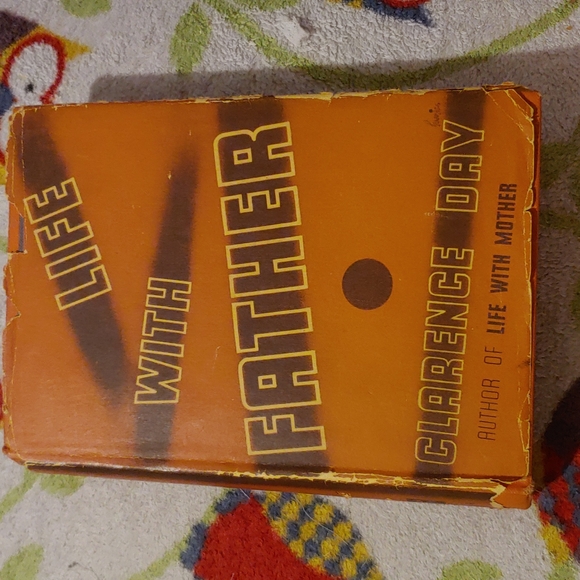 LIFE
WITH
FATHER
CLARENCE DAY
AUTHOR OF LIFE WITH MOTHER